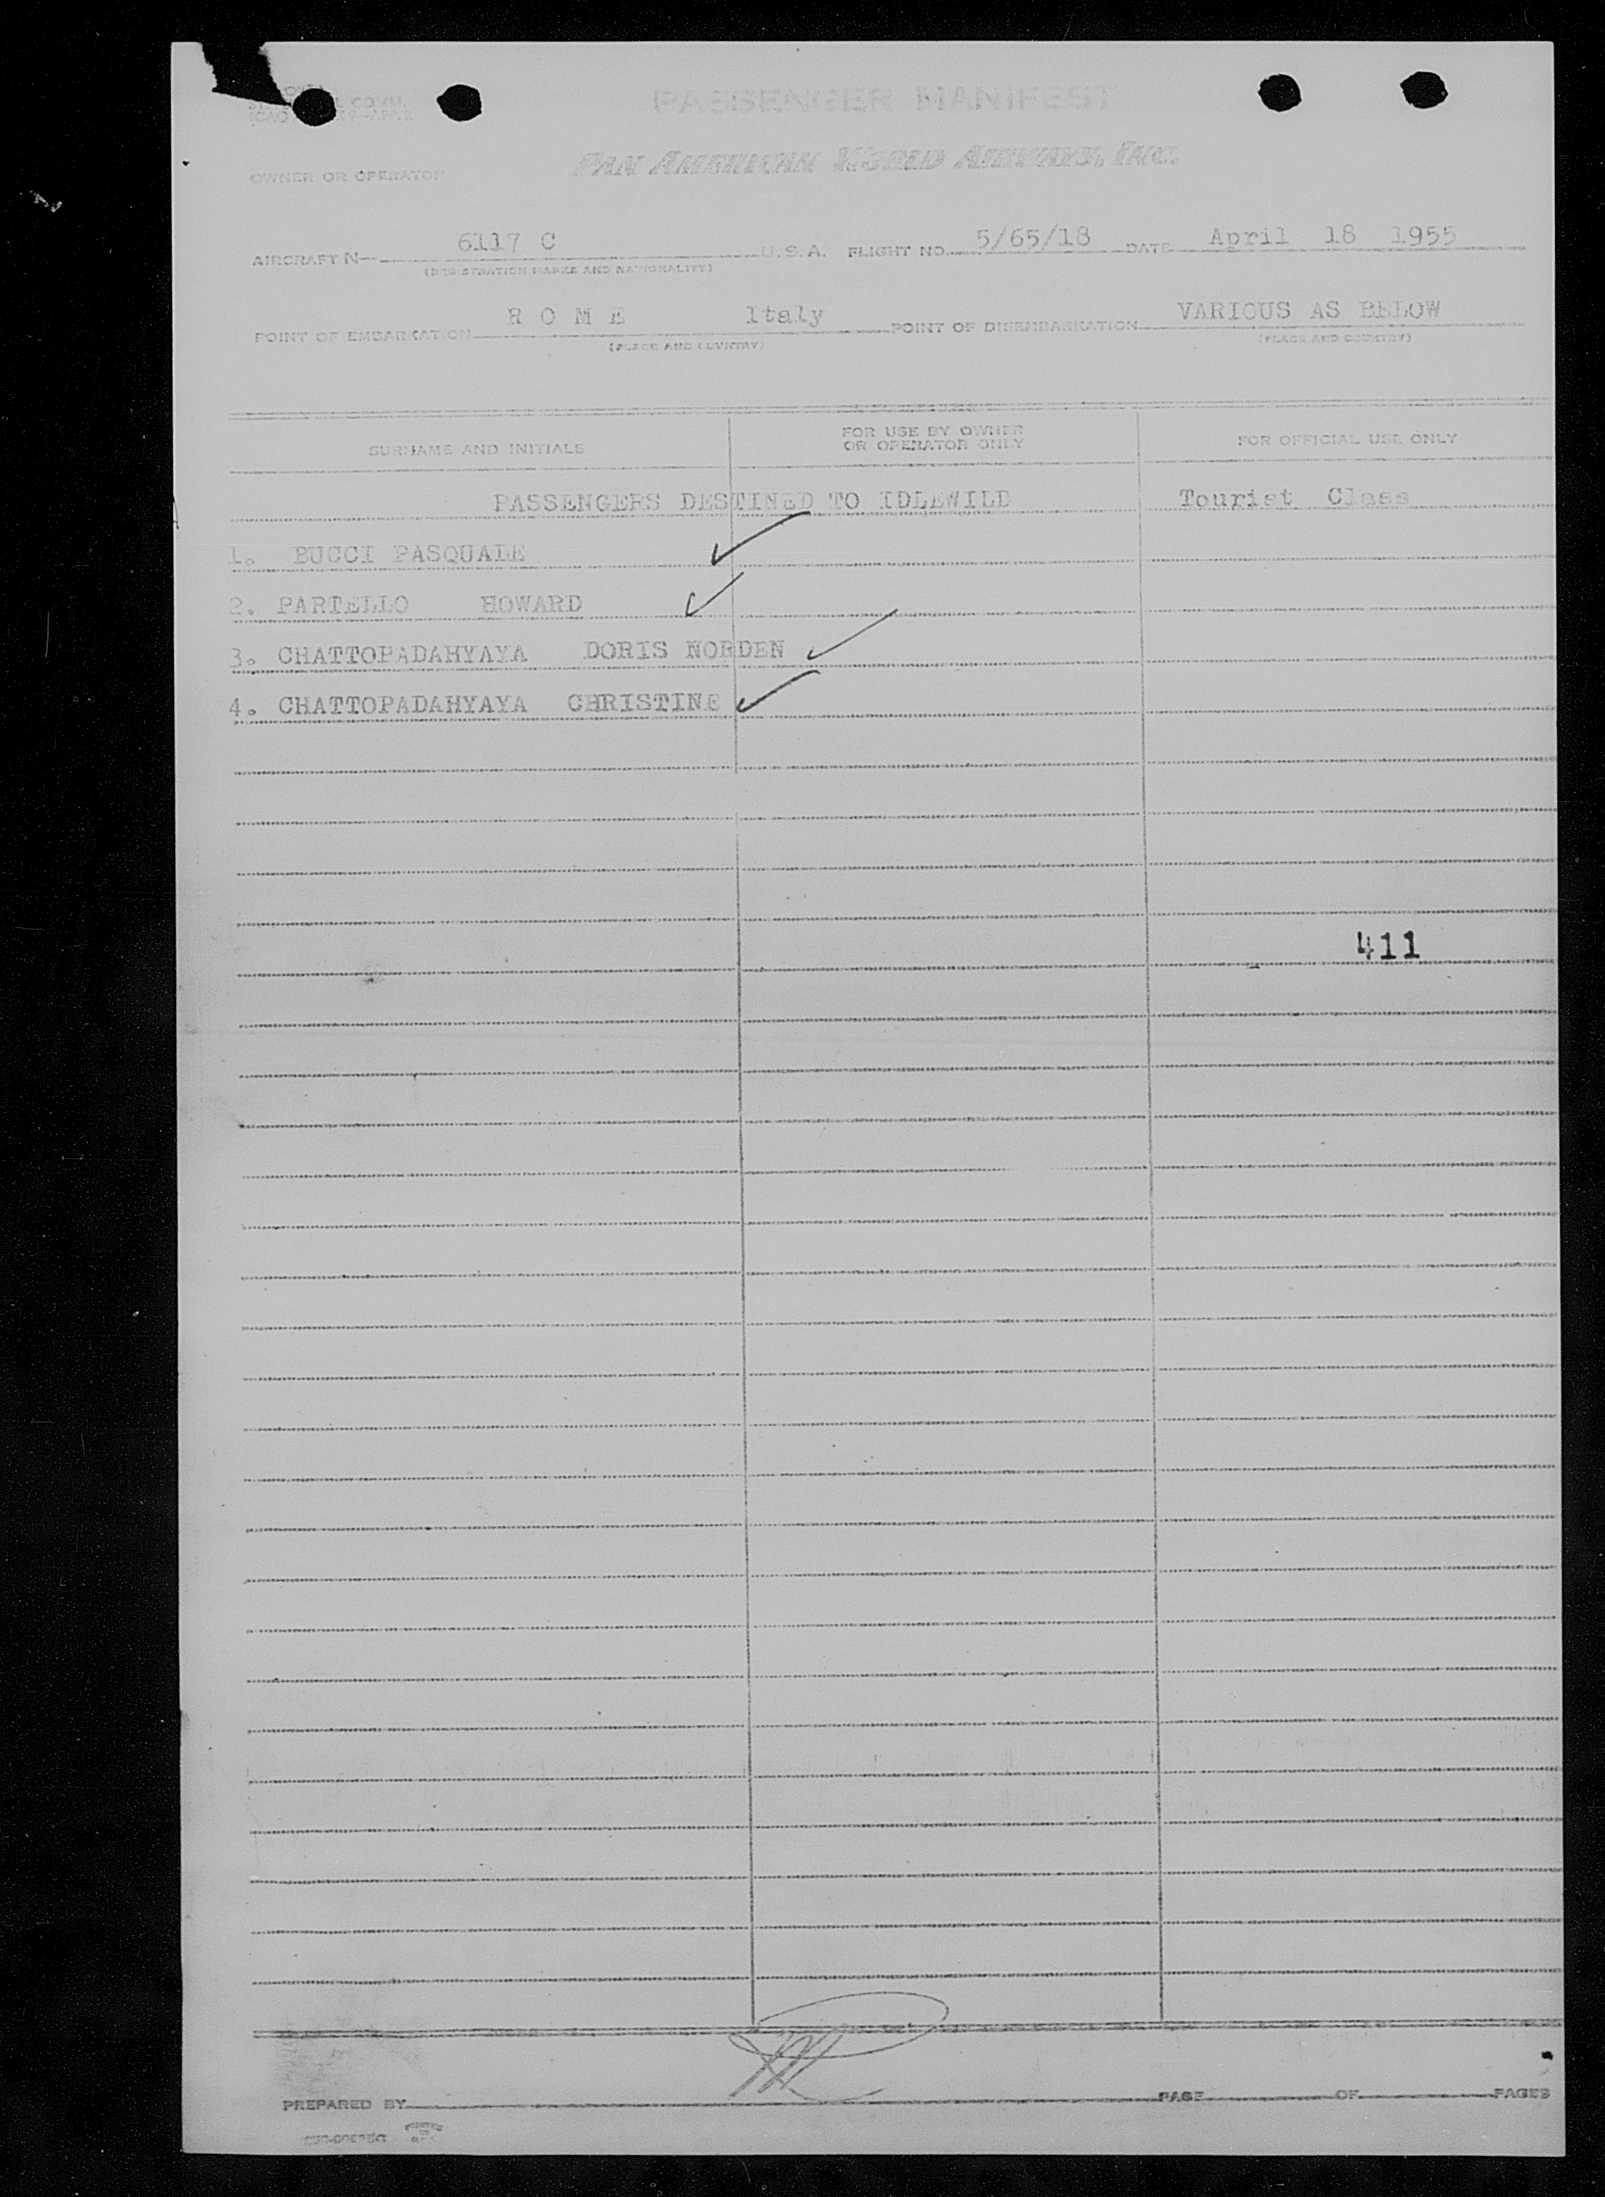 PASSENGER MANIFEST
OWNER OR OPERATOR PAN AMERICAN WORLD AIRWAYS, INC.
AIRCRAFT N 6117 C U.S.A. FLIGHT NO. 5/65/18 DATE April 18 1955
(REGISTRATION MARKS AND NATIONALITY)
POINT OF EMBARKATION R O M E Italy POINT OF DISEMBARKATION VARIOUS AS BELOW
(PLACE AND COUNTRY) (PLACE AND COUNTRY)
SURNAME AND INITIALS FOR USE BY OWNER OR OPERATOR ONLY FOR OFFICIAL USE ONLY
PASSENGERS DESTINED TO IDLEWILD Tourist Class
1. BUCCI PASQUALE
2. PARTELLO HOWARD
3. CHATTOPADAHYAYA DORIS NORDEN
4. CHATTOPADAHYAYA CHRISTINE
411
PREPARED BY PAGE OF PAGES